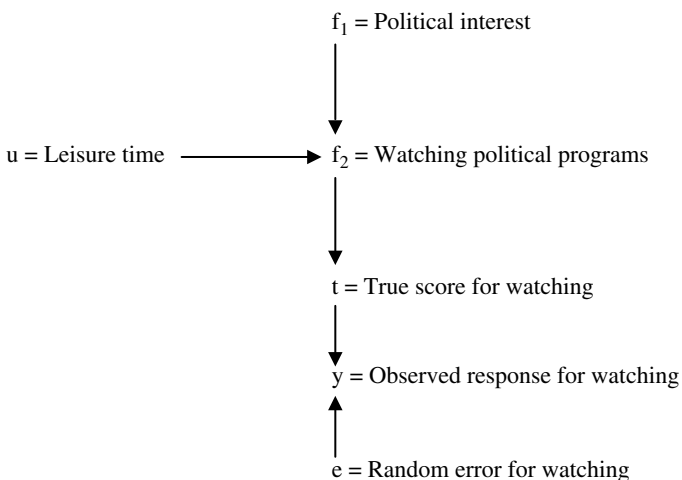 f₁ = Political interest
u = Leisure time
f₂ = Watching political programs
t = True score for watching
y = Observed response for watching
e = Random error for watching